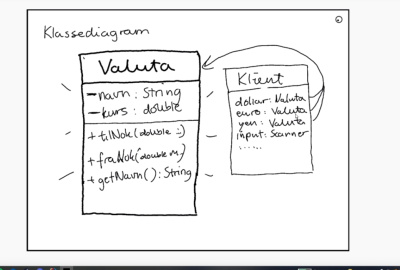 Klassediagram
Valuta
- navn: String
- kurs: double
+ tilNok(double
+ fraNok(double
+ getNavn(): String
Klient
dollar: Valuta
euro: Valuta
yen: Valuta
input: Scanner
......